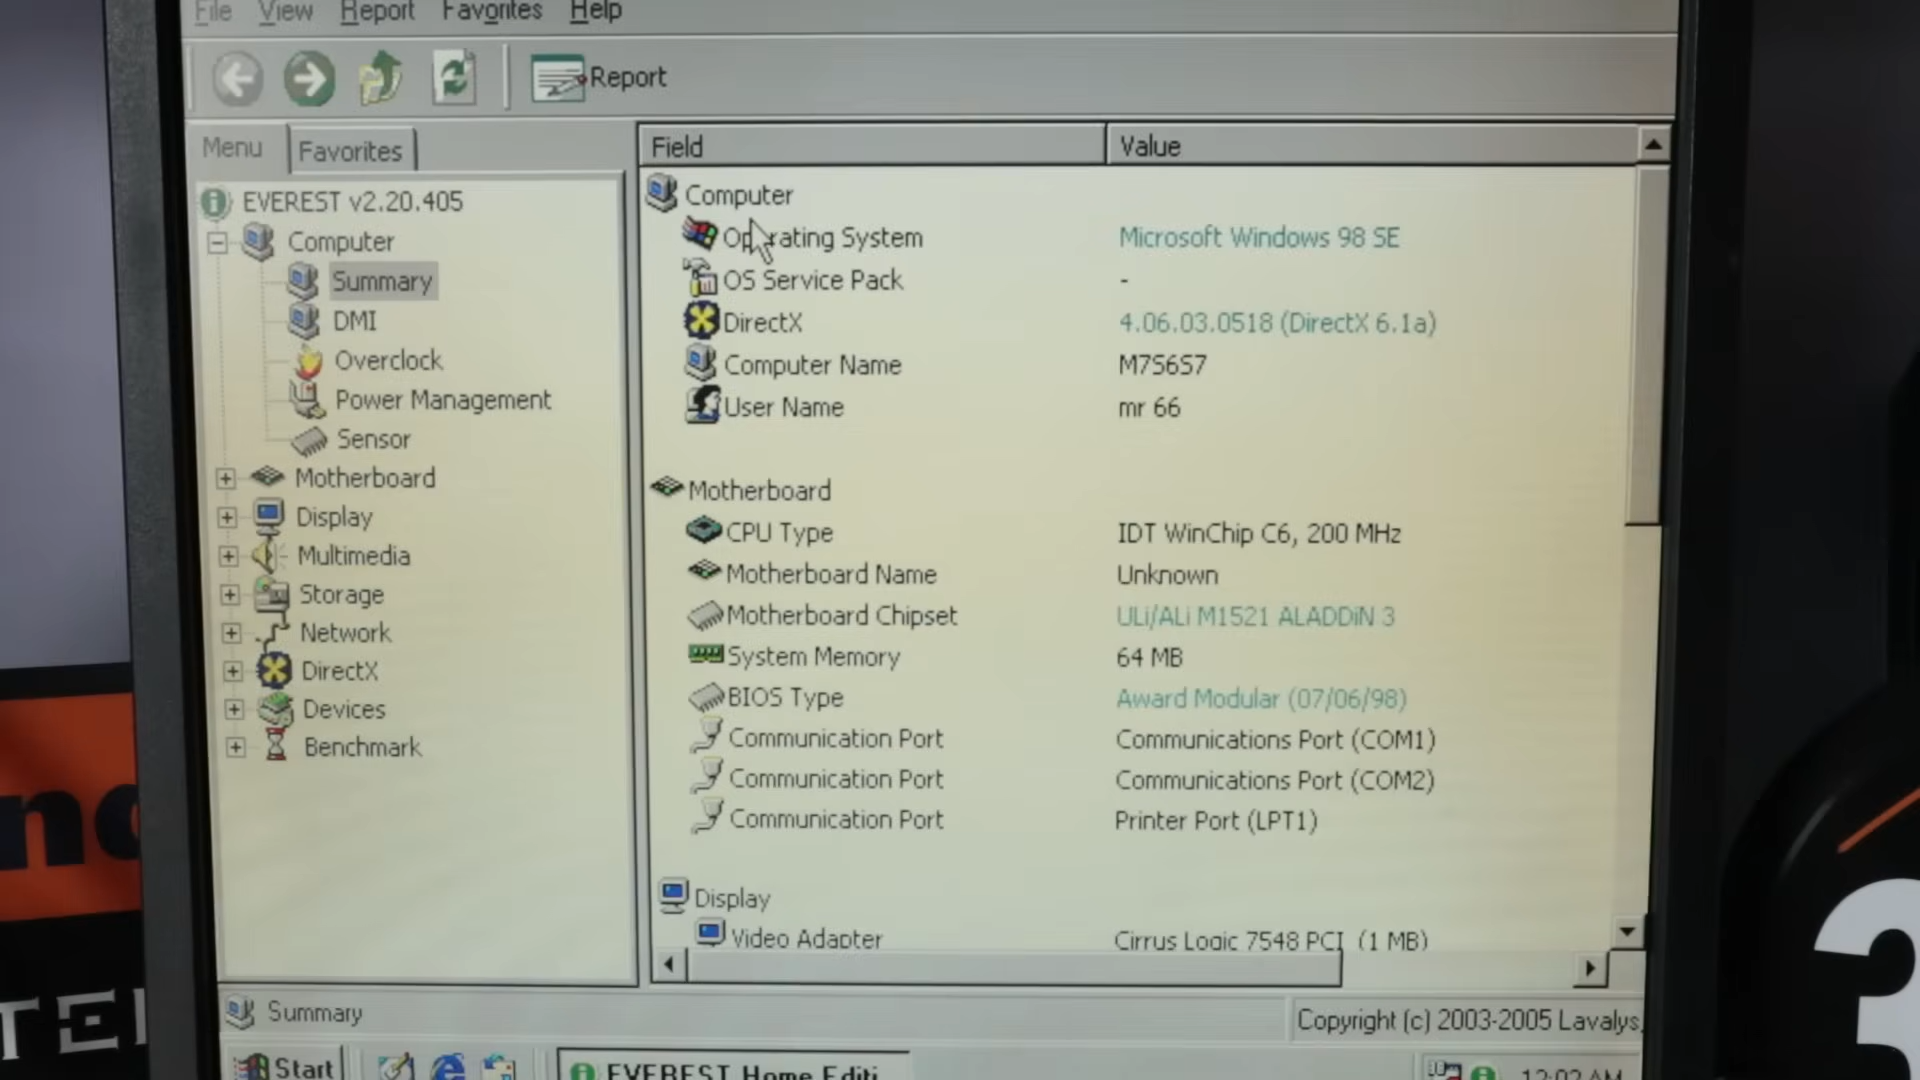 File View Report Favorites Help
Report
Menu Favorites
Field Value
EVEREST v2.20.405
Computer
Summary
DMI
Overclock
Power Management
Sensor
Motherboard
Display
Multimedia
Storage
Network
DirectX
Devices
Benchmark
Computer
Operating System Microsoft Windows 98 SE
OS Service Pack -
DirectX 4.06.03.0518 (DirectX 6.1a)
Computer Name M7S6S7
User Name mr 66
Motherboard
CPU Type IDT WinChip C6, 200 MHz
Motherboard Name Unknown
Motherboard Chipset ULi/ALi M1521 ALADDiN 3
System Memory 64 MB
BIOS Type Award Modular (07/06/98)
Communication Port Communications Port (COM1)
Communication Port Communications Port (COM2)
Communication Port Printer Port (LPT1)
Display
Video Adapter Cirrus Logic 7548 PCI (1 MB)
Summary
Copyright (c) 2003-2005 Lavalys,
Start
EVEREST Home Editi
12:02 AM
3